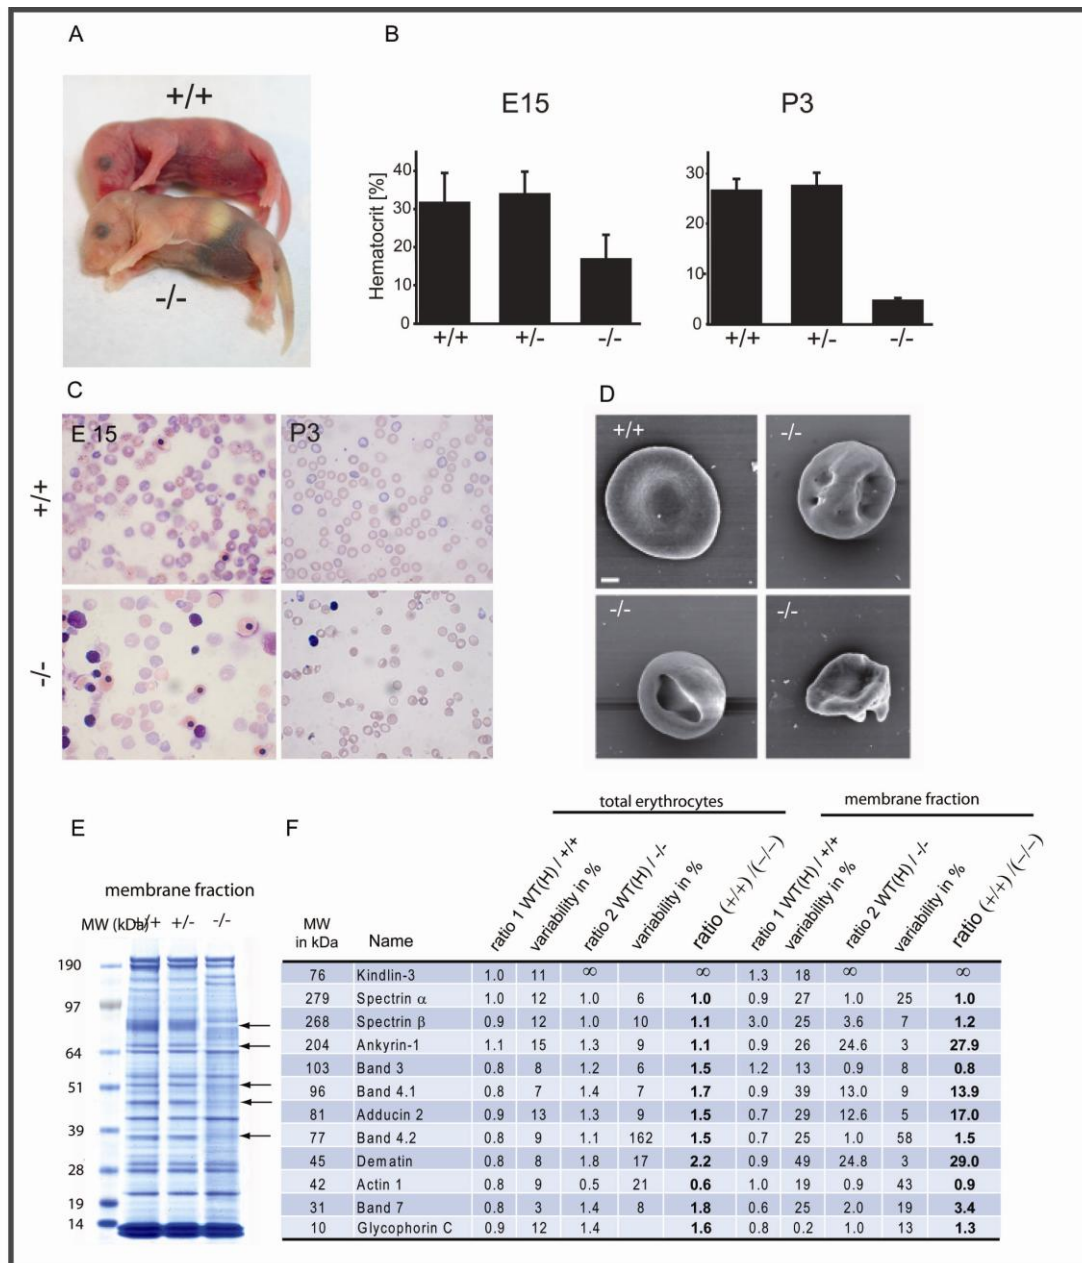 A
+/+
-/-
B
E15
P3
Hematocrit [%]
40
30
20
10
0
+/+
+/-
-/-
30
20
10
0
+/+
+/-
-/-
C
E 15
P3
+/+
-/-
D
+/+
-/-
-/-
-/-
E
membrane fraction
MW (kDa) +/+ +/- -/-
190
97
64
51
39
28
19
14
F
total erythrocytes
membrane fraction
MW in kDa Name ratio 1 WT(H) / +/+ variability in % ratio 2 WT(H) / -/- variability in % ratio (+/+) /(−/−) ratio 1 WT(H) / +/+ variability in % ratio 2 WT(H) / -/- variability in % ratio (+/+) /(−/−)
76 Kindlin-3 1.0 11 ∞ ∞ 1.3 18 ∞ ∞
279 Spectrin α 1.0 12 1.0 6 1.0 0.9 27 1.0 25 1.0
268 Spectrin β 0.9 12 1.0 10 1.1 3.0 25 3.6 7 1.2
204 Ankyrin-1 1.1 15 1.3 9 1.1 0.9 26 24.6 3 27.9
103 Band 3 0.8 8 1.2 6 1.5 1.2 13 0.9 8 0.8
96 Band 4.1 0.8 7 1.4 7 1.7 0.9 39 13.0 9 13.9
81 Adducin 2 0.9 13 1.3 9 1.5 0.7 29 12.6 5 17.0
77 Band 4.2 0.8 9 1.1 162 1.5 0.7 25 1.0 58 1.5
45 Dematin 0.8 8 1.8 17 2.2 0.9 49 24.8 3 29.0
42 Actin 1 0.8 9 0.5 21 0.6 1.0 19 0.9 43 0.9
31 Band 7 0.8 3 1.4 8 1.8 0.6 25 2.0 19 3.4
10 Glycophorin C 0.9 12 1.4 1.6 0.8 0.2 1.0 13 1.3